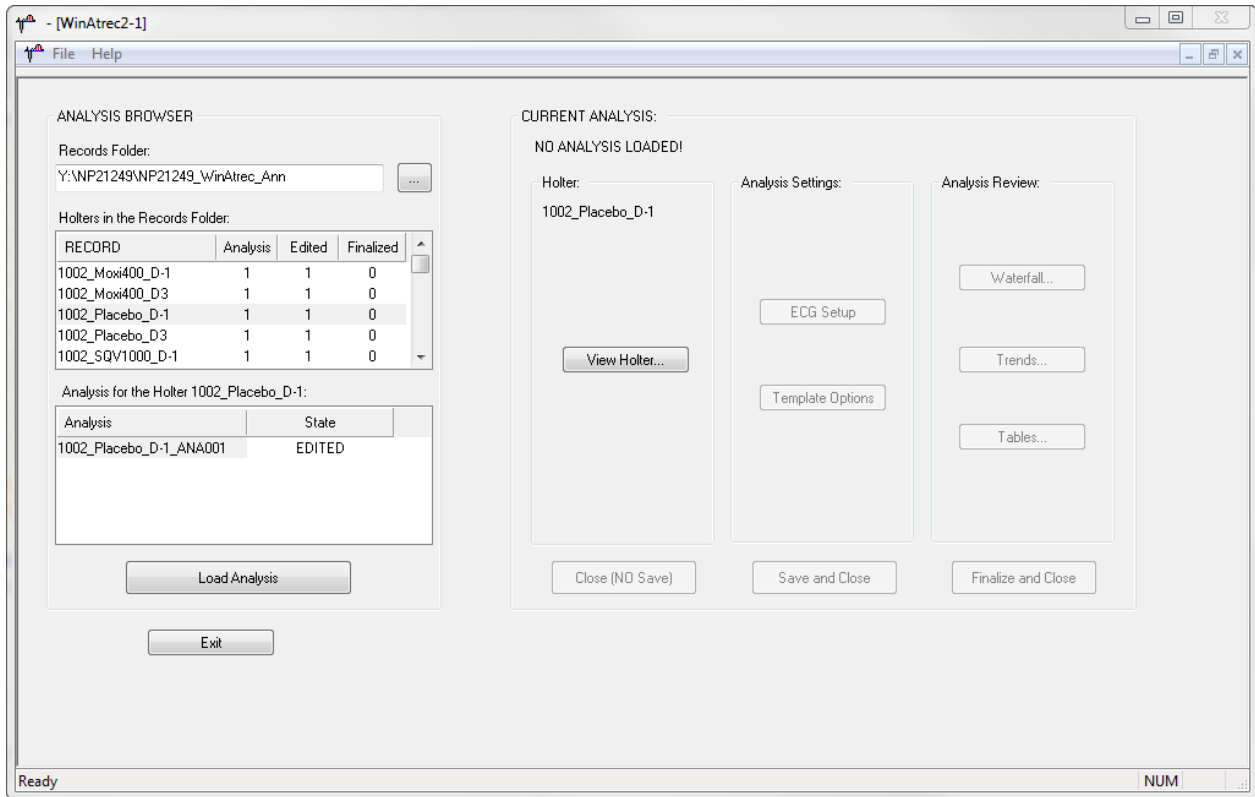 - [WinAtrec2-1]
File Help
ANALYSIS BROWSER
Records Folder:
Y:\NP21249\NP21249_WinAtrec_Ann
...
Holters in the Records Folder:
RECORD Analysis Edited Finalized
1002_Moxi400_D-1 1 1 0
1002_Moxi400_D3 1 1 0
1002_Placebo_D-1 1 1 0
1002_Placebo_D3 1 1 0
1002_SQV1000_D-1 1 1 0
Analysis for the Holter 1002_Placebo_D-1:
Analysis State
1002_Placebo_D-1_ANA001 EDITED
Load Analysis
Exit
CURRENT ANALYSIS:
NO ANALYSIS LOADED!
Holter:
1002_Placebo_D-1
View Holter...
Analysis Settings:
ECG Setup
Template Options
Analysis Review:
Waterfall...
Trends...
Tables...
Close (NO Save) Save and Close Finalize and Close
Ready NUM